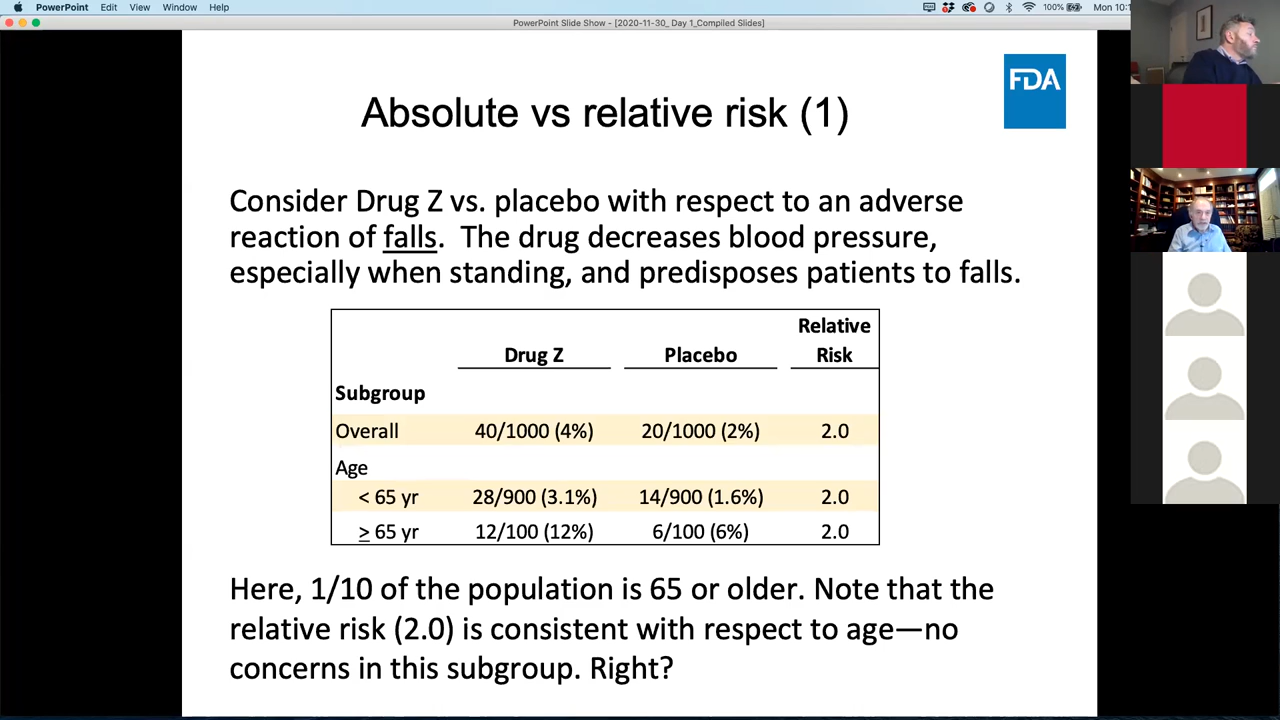 PowerPoint Edit View Window Help
100%
Mon 10:1
PowerPoint Slide Show - [2020-11-30_ Day 1_Compiled Slides]
FDA
Absolute vs relative risk (1)
Consider Drug Z vs. placebo with respect to an adverse
reaction of falls. The drug decreases blood pressure,
especially when standing, and predisposes patients to falls.
Relative
Drug Z Placebo Risk
Subgroup
Overall 40/1000 (4%) 20/1000 (2%) 2.0
Age
< 65 yr 28/900 (3.1%) 14/900 (1.6%) 2.0
≥ 65 yr 12/100 (12%) 6/100 (6%) 2.0
Here, 1/10 of the population is 65 or older. Note that the
relative risk (2.0) is consistent with respect to age—no
concerns in this subgroup. Right?